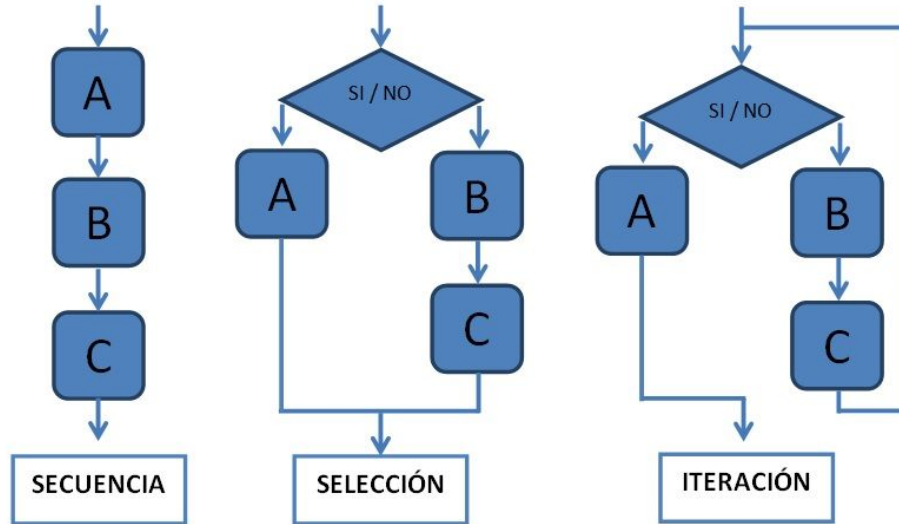 A
B
C
SECUENCIA
SI / NO
A
B
C
SELECCIÓN
SI / NO
A
B
C
ITERACIÓN